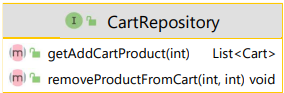 I CartRepository
m getAddCartProduct(int) List<Cart>
m removeProductFromCart(int, int) void